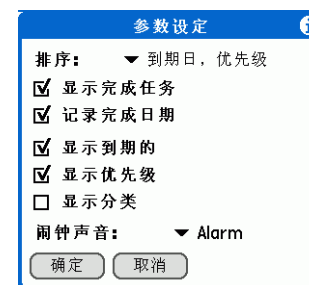 参数设定
排序： 到期日，优先级
显示完成任务
记录完成日期
显示到期的
显示优先级
显示分类
闹钟声音： Alarm
确定 取消